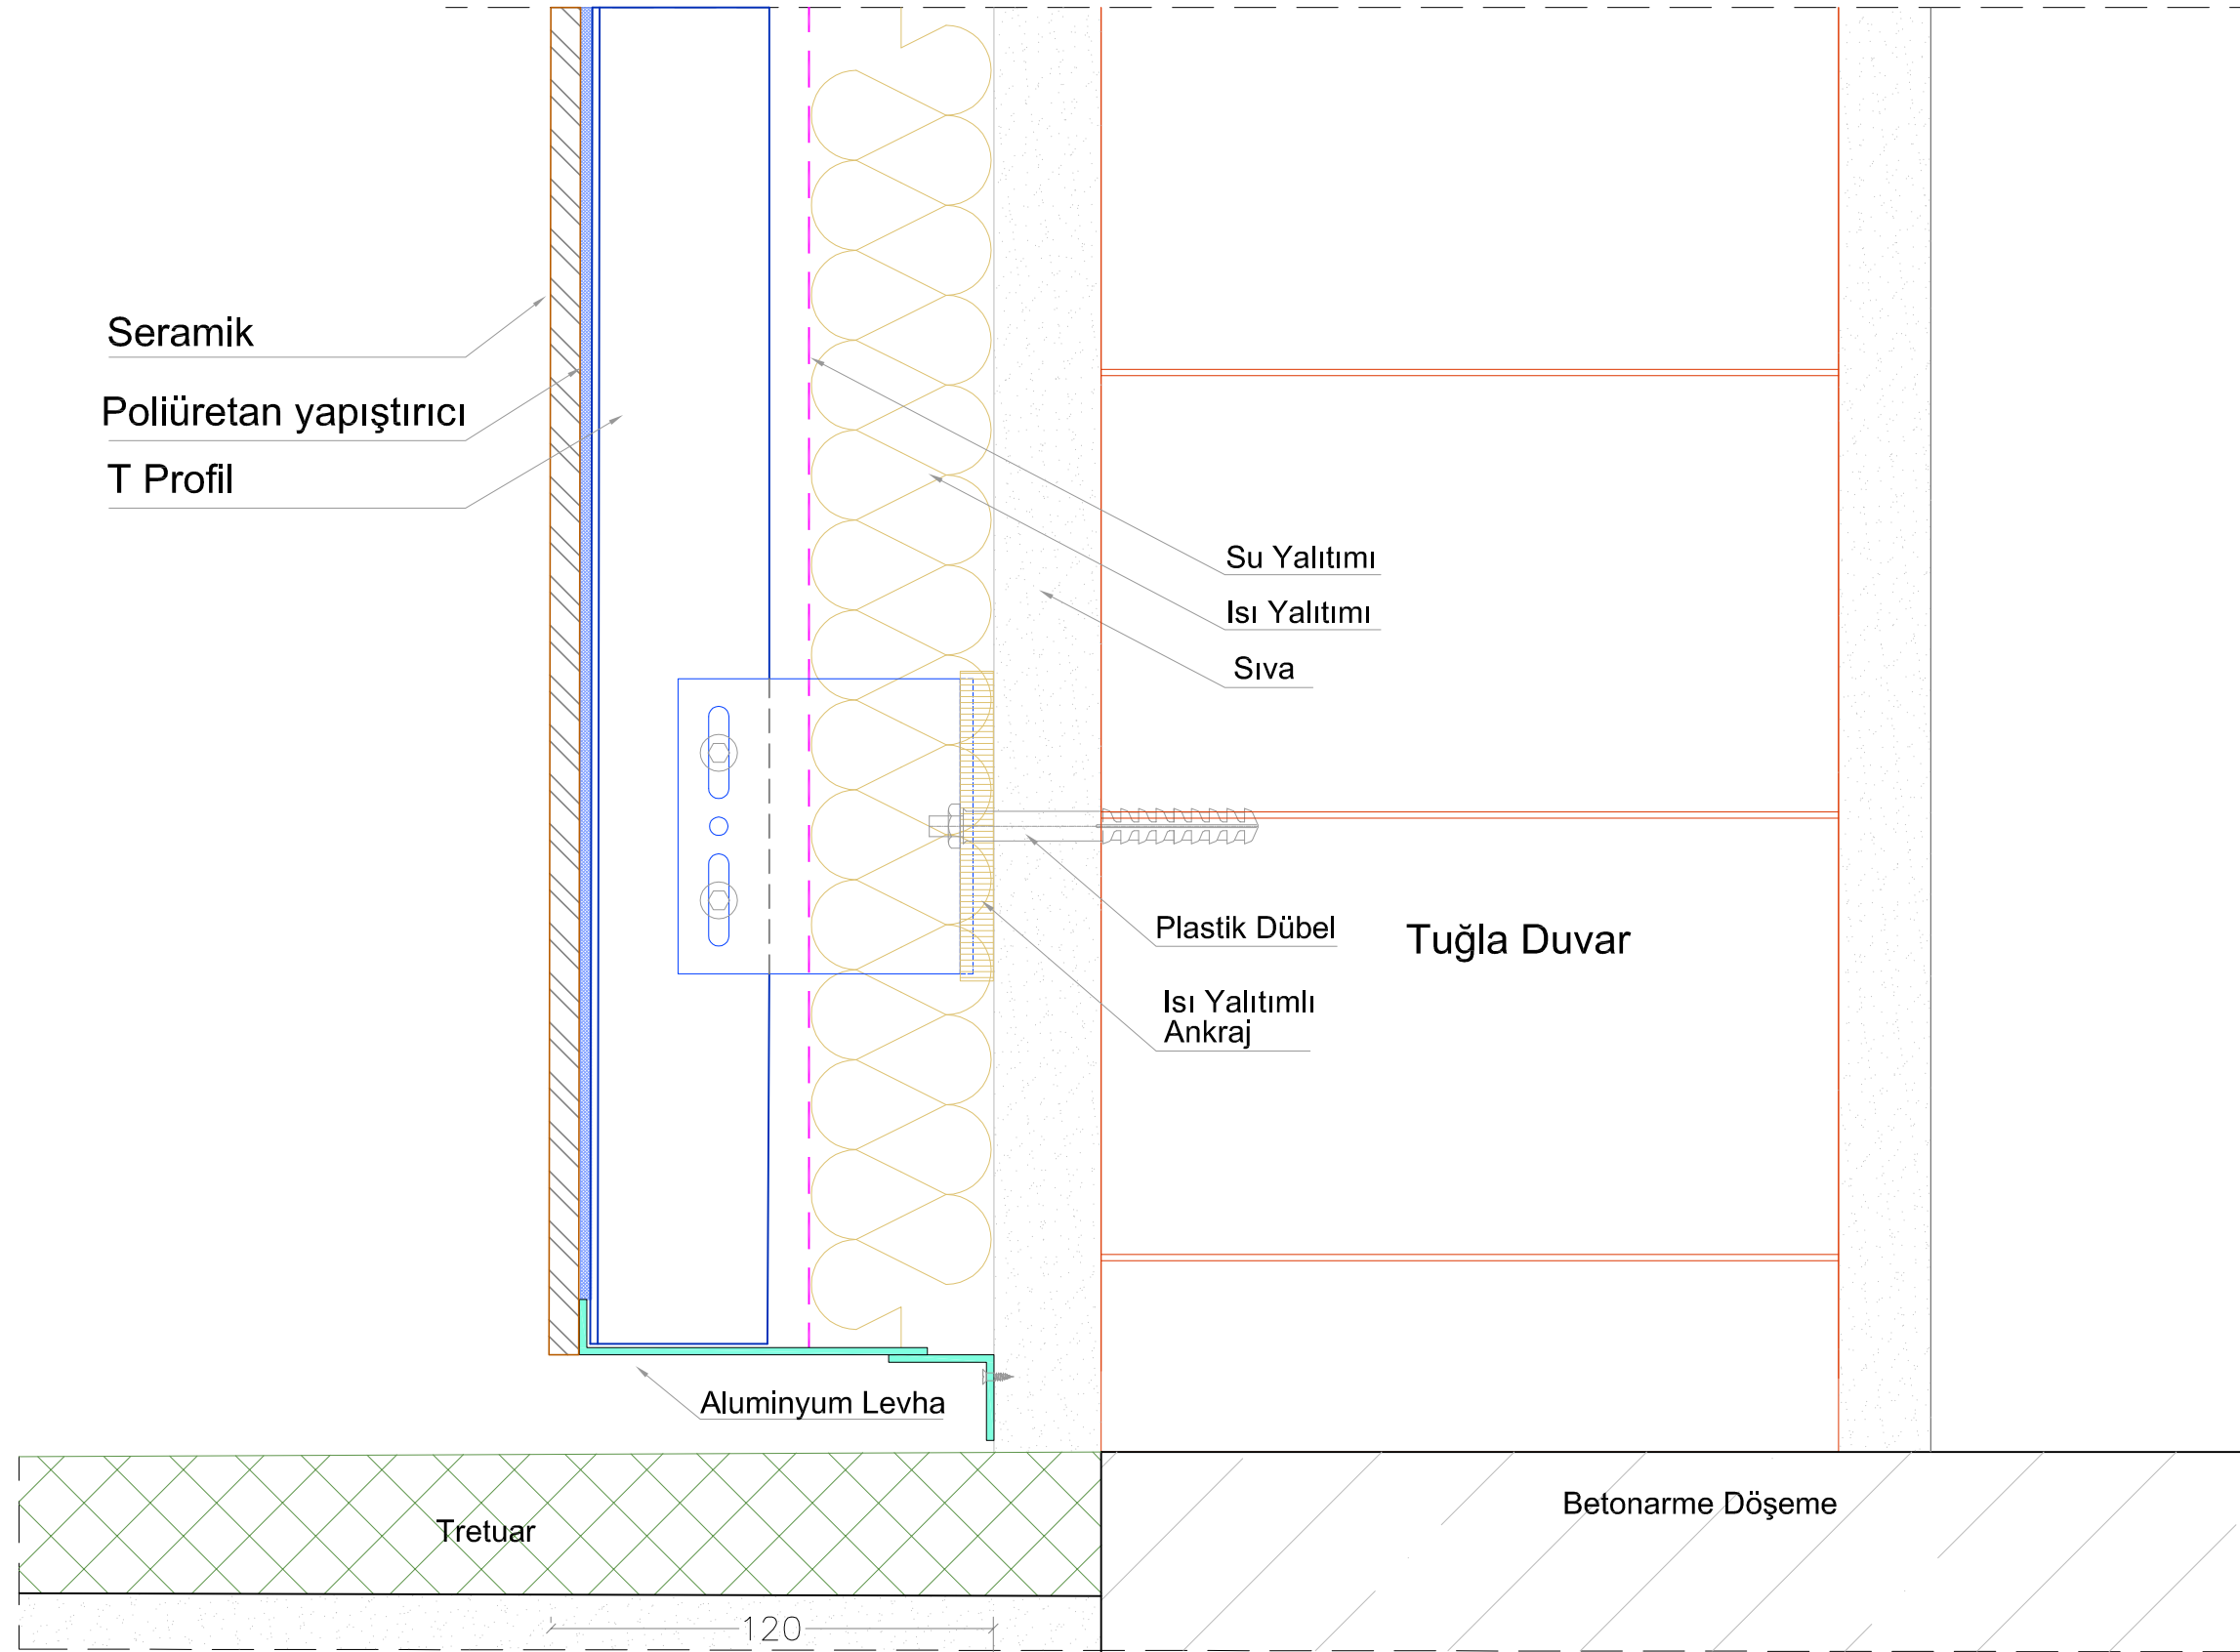 Seramik
Poliüretan yapıştırıcı
T Profil
Su Yalıtımı
Isı Yalıtımı
Sıva
Plastik Dübel
Tuğla Duvar
Isı Yalıtımlı
Ankraj
Aluminyum Levha
Betonarme Döşeme
Tretuar
120